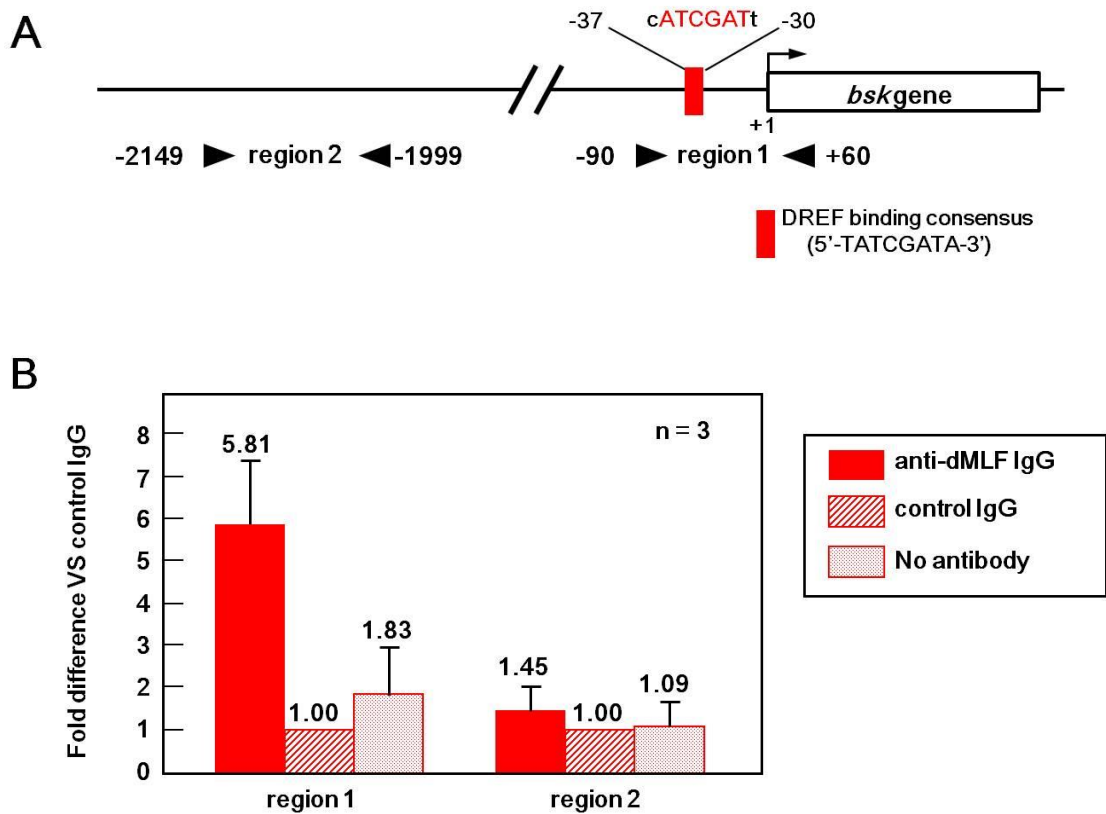 A
-37 cATCGATt -30
bsk gene
+1
-2149 region 2 -1999 -90 region 1 +60
DREF binding consensus
(5’-TATCGATA-3’)
B
Fold difference VS control IgG
8
7
6
5
4
3
2
1
0
n = 3
5.81
1.00
1.83
1.45
1.00
1.09
region 1
region 2
anti-dMLF IgG
control IgG
No antibody